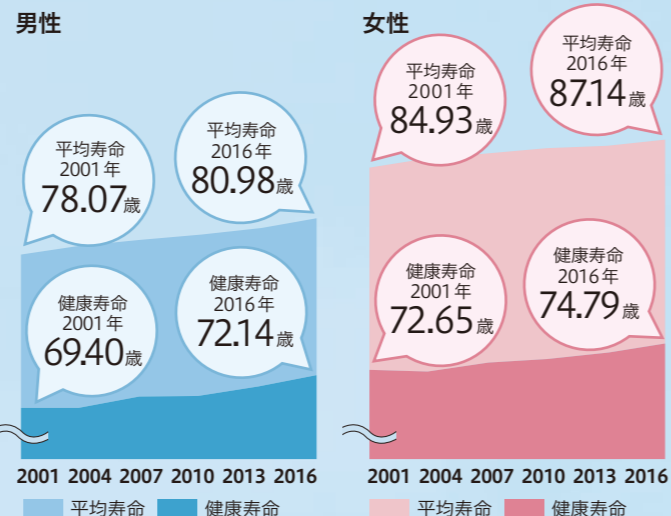 男性
平均寿命
2001年
78.07歳
平均寿命
2016年
80.98歳
健康寿命
2001年
69.40歳
健康寿命
2016年
72.14歳
2001 2004 2007 2010 2013 2016
平均寿命 健康寿命
女性
平均寿命
2001年
84.93歳
平均寿命
2016年
87.14歳
健康寿命
2001年
72.65歳
健康寿命
2016年
74.79歳
2001 2004 2007 2010 2013 2016
平均寿命 健康寿命